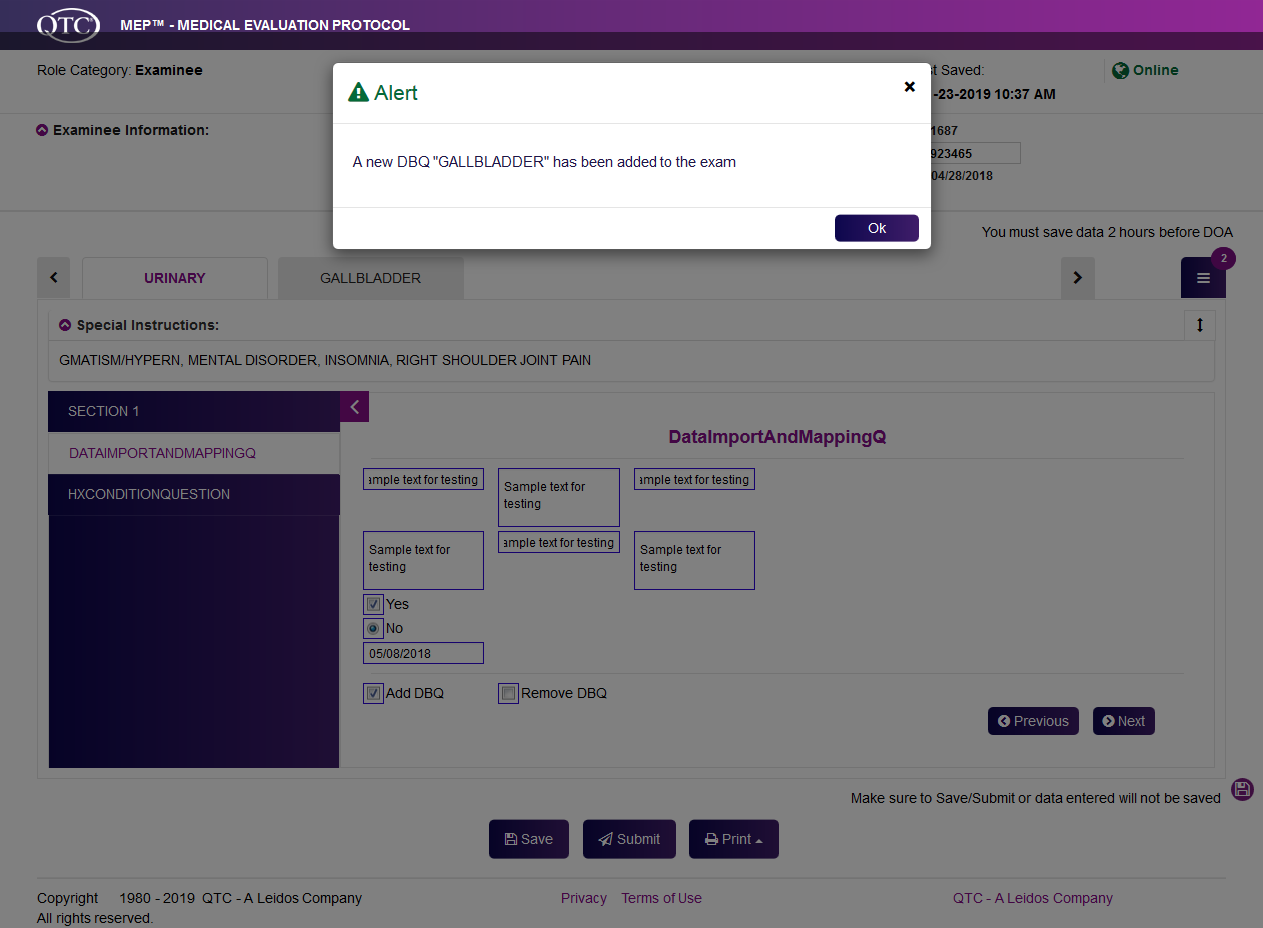 QTC MEP™ - MEDICAL EVALUATION PROTOCOL
Role Category: Examinee
Alert
Saved:
Online
-23-2019 10:37 AM
Examinee Information:
1687
A new DBQ "GALLBLADDER" has been added to the exam
923465
04/28/2018
Ok
You must save data 2 hours before DOA
2
URINARY GALLBLADDER
Special Instructions:
GMATISM/HYPERN, MENTAL DISORDER, INSOMNIA, RIGHT SHOULDER JOINT PAIN
SECTION 1
DATAIMPORTANDMAPPINGQ
HXCONDITIONQUESTION
DataImportAndMappingQ
ample text for testing
Sample text for
testing
ample text for testing
Sample text for
testing
ample text for testing
Sample text for
testing
Yes
No
05/08/2018
Add DBQ Remove DBQ
Previous Next
Make sure to Save/Submit or data entered will not be saved
Save Submit Print
Copyright 1980 - 2019 QTC - A Leidos Company Privacy Terms of Use QTC - A Leidos Company
All rights reserved.